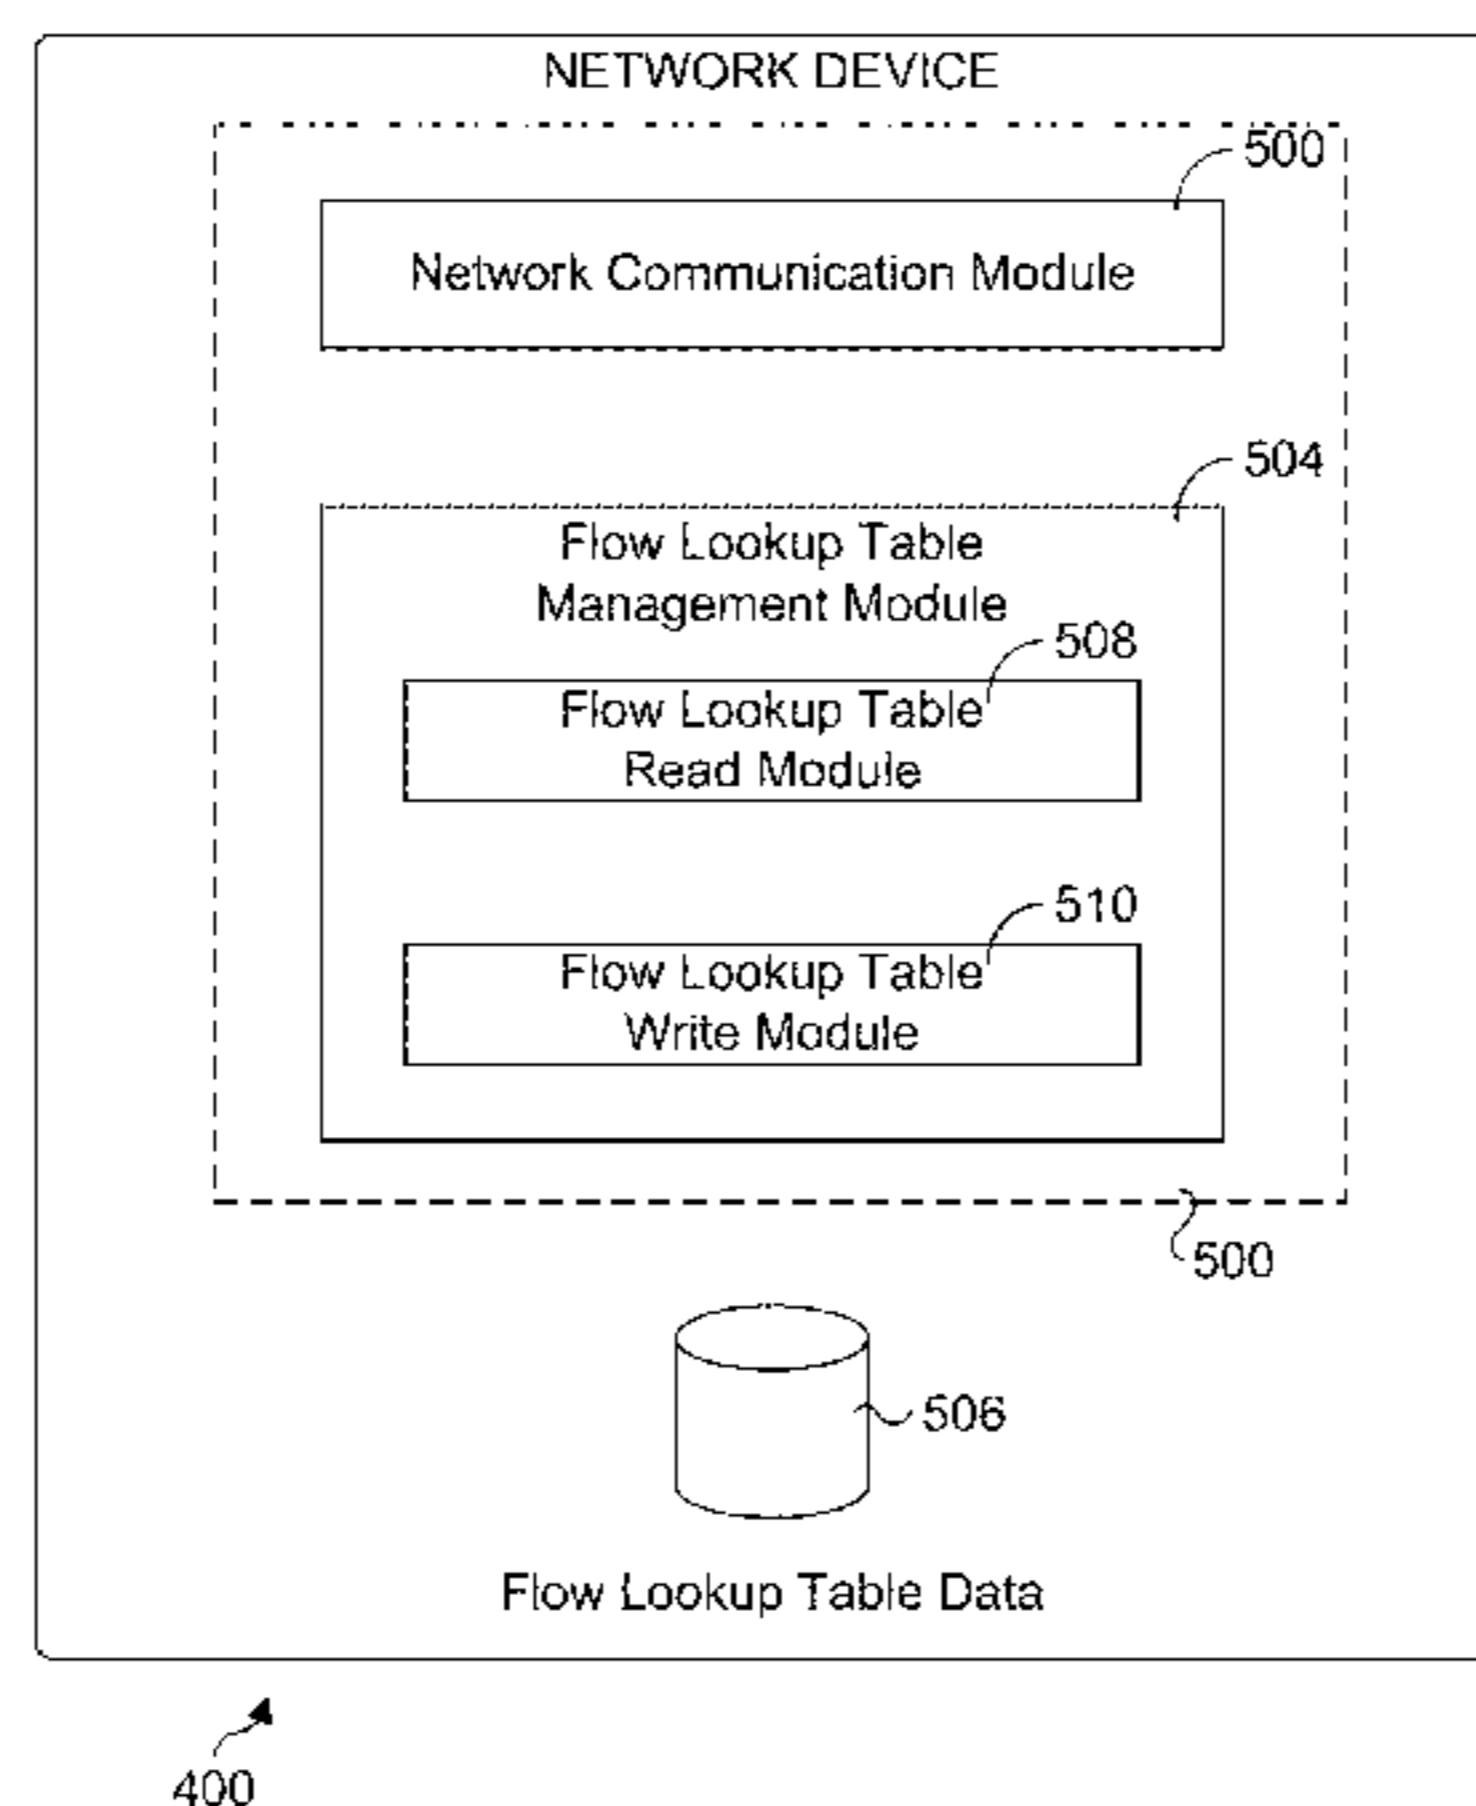 NETWORK DEVICE
500
Network Communication Module
504
Flow Lookup Table
Management Module
508
Flow Lookup Table
Read Module
510
Flow Lookup Table
Write Module
500
506
Flow Lookup Table Data
400